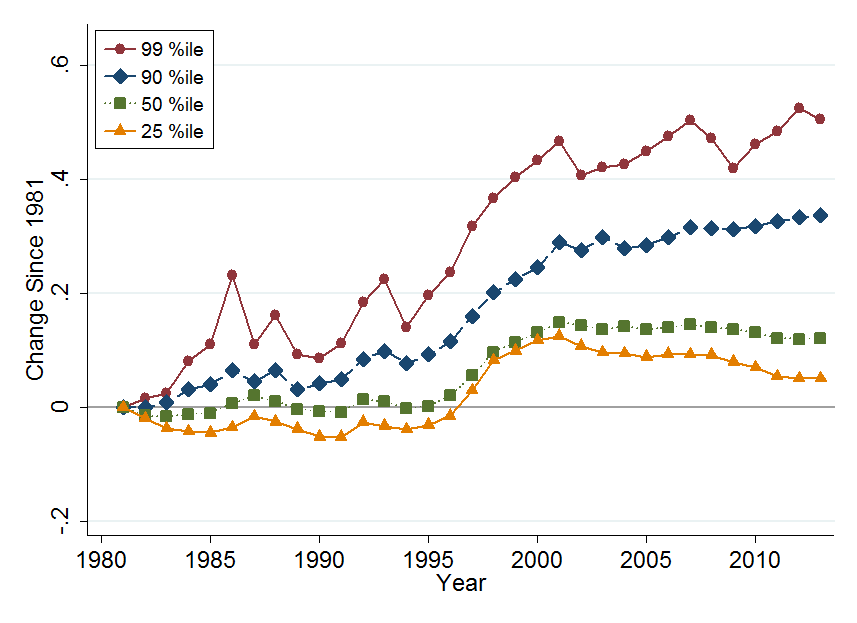 99 %ile
90 %ile
50 %ile
25 %ile
.6
.4
.2
0
-.2
Change Since 1981
1980 1985 1990 1995 2000 2005 2010
Year